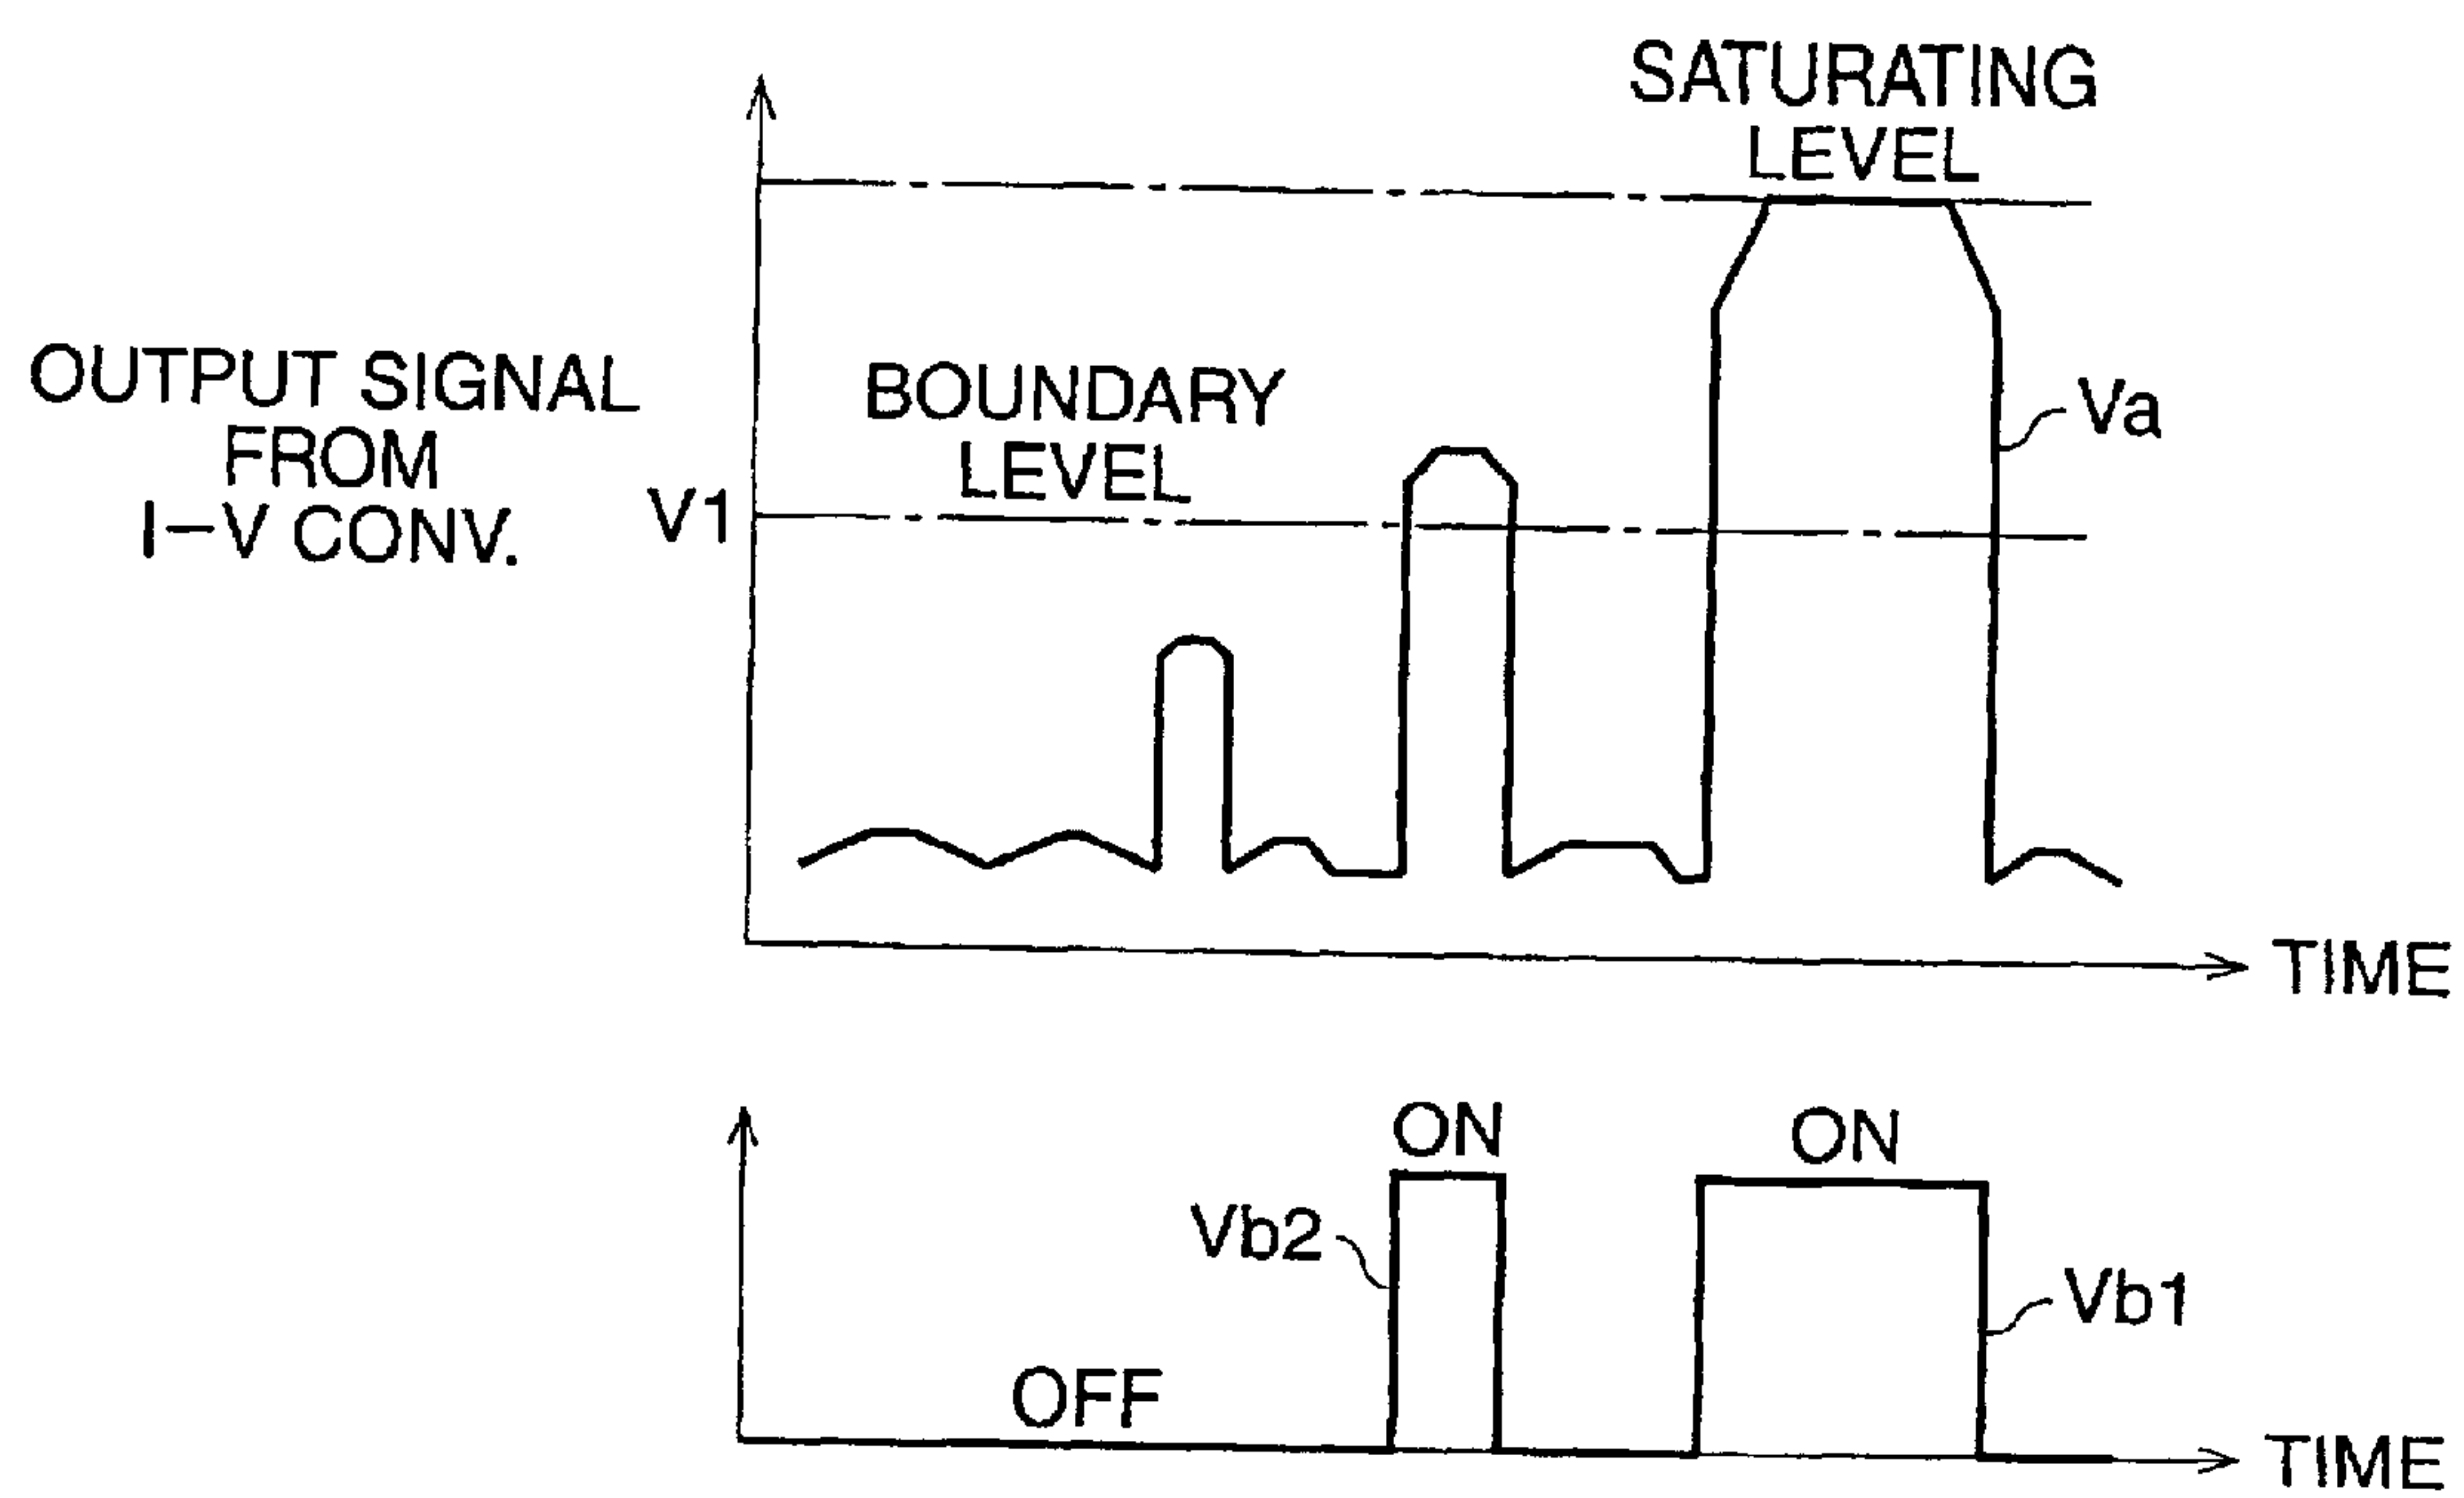 SATURATING
LEVEL
OUTPUT SIGNAL
FROM
I-V CONV.
BOUNDARY
LEVEL
V1
Va
TIME
ON
ON
Vb2
Vb1
OFF
TIME